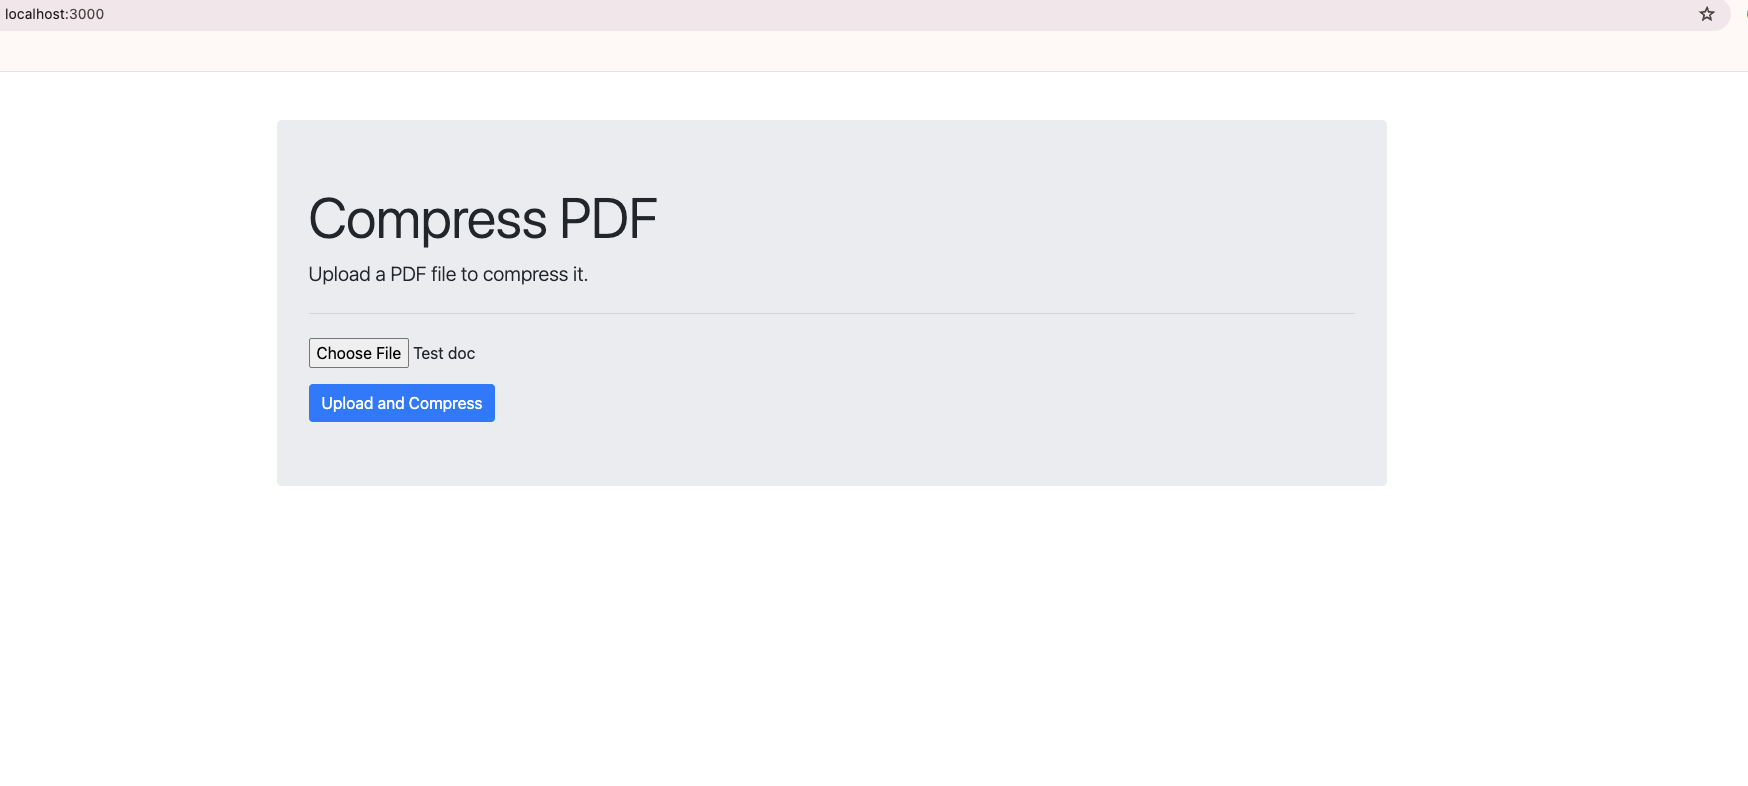 localhost:3000
Compress PDF
Upload a PDF file to compress it.
Choose File Test doc
Upload and Compress